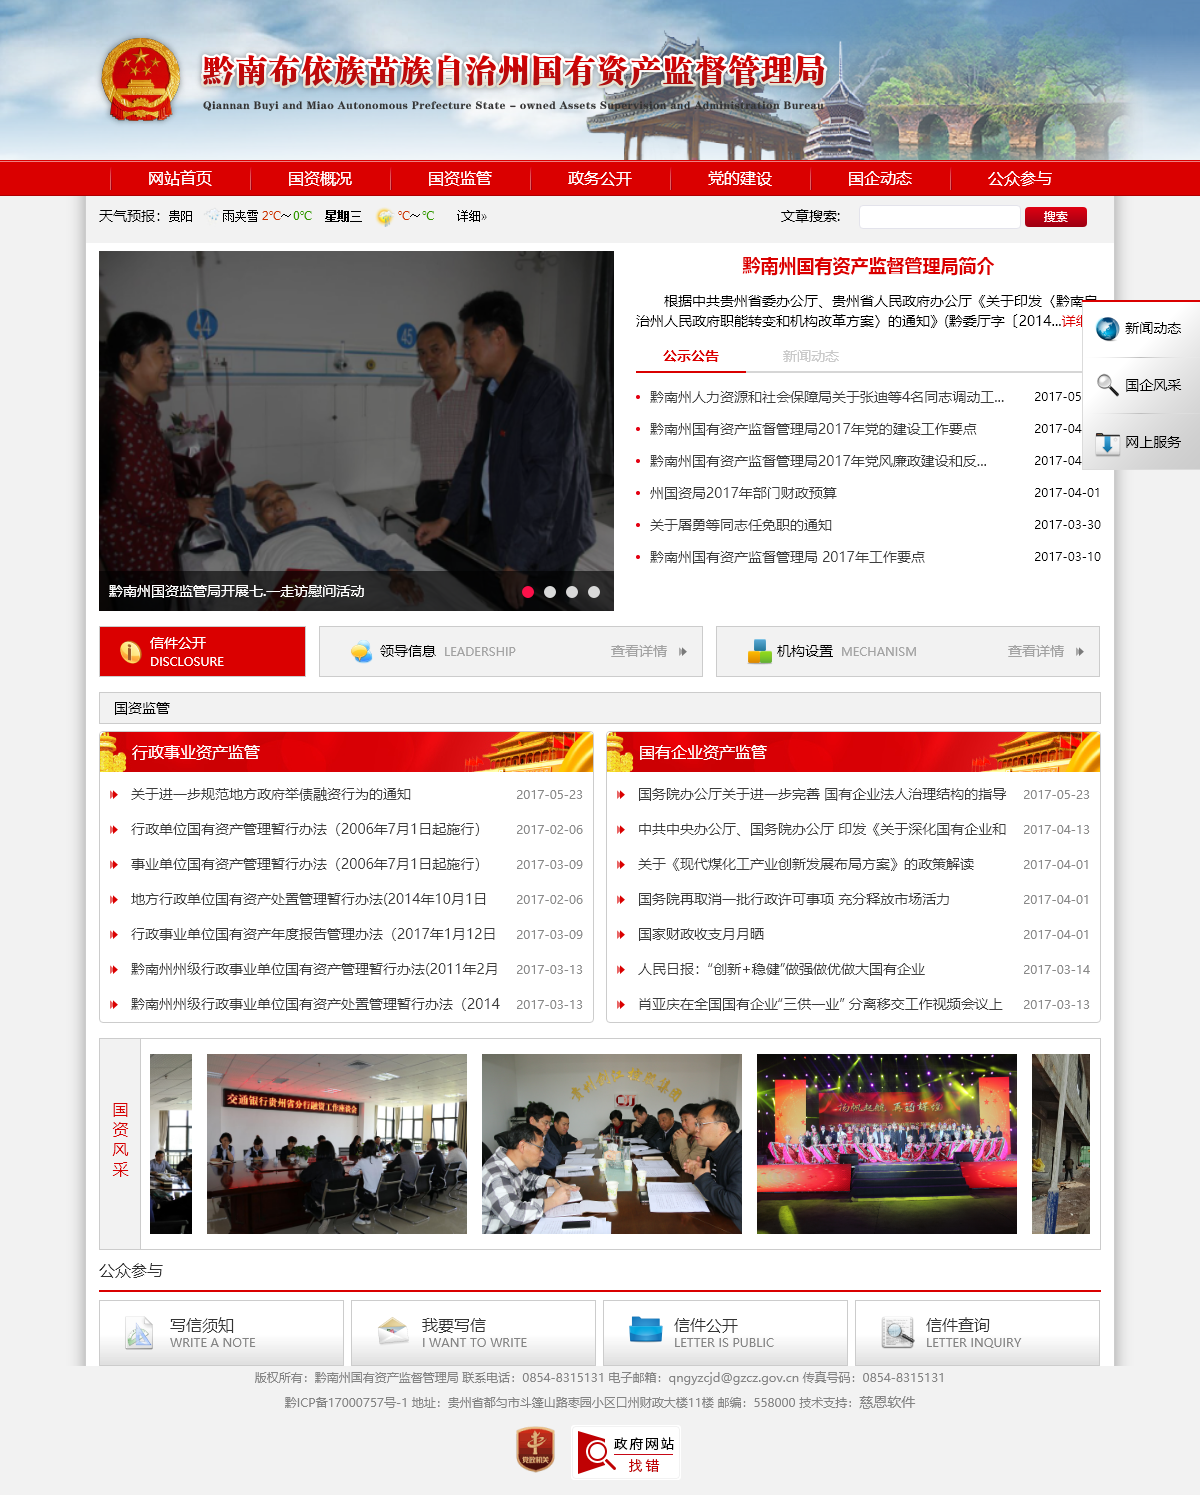 黔南布依族苗族自治州国有资产监督管理局
Qiannan Buyi and Miao Autonomous Prefecture State - owned Assets Supervision and Administration Bureau
网站首页 国资概况 国资监管 政务公开 党的建设 国企动态 公众参与
天气预报： 贵阳 雨夹雪 2℃～0℃ 星期三 ℃～℃ 详细» 文章搜索: 搜索
44
45
黔南州国资监管局开展七.一走访慰问活动
黔南州国有资产监督管理局简介
根据中共贵州省委办公厅、贵州省人民政府办公厅《关于印发〈黔南自
治州人民政府职能转变和机构改革方案〉的通知》(黔委厅字〔2014...详细
公示公告 新闻动态
黔南州人力资源和社会保障局关于张迪等4名同志调动工... 2017-05
黔南州国有资产监督管理局2017年党的建设工作要点 2017-04
黔南州国有资产监督管理局2017年党风廉政建设和反... 2017-04
州国资局2017年部门财政预算 2017-04-01
关于屠勇等同志任免职的通知 2017-03-30
黔南州国有资产监督管理局 2017年工作要点 2017-03-10
新闻动态
国企风采
网上服务
信件公开
DISCLOSURE
领导信息 LEADERSHIP 查看详情
机构设置 MECHANISM 查看详情
国资监管
行政事业资产监管
关于进一步规范地方政府举债融资行为的通知 2017-05-23
行政单位国有资产管理暂行办法（2006年7月1日起施行） 2017-02-06
事业单位国有资产管理暂行办法（2006年7月1日起施行） 2017-03-09
地方行政单位国有资产处置管理暂行办法(2014年10月1日 2017-02-06
行政事业单位国有资产年度报告管理办法（2017年1月12日 2017-03-09
黔南州州级行政事业单位国有资产管理暂行办法(2011年2月 2017-03-13
黔南州州级行政事业单位国有资产处置管理暂行办法（2014 2017-03-13
国有企业资产监管
国务院办公厅关于进一步完善 国有企业法人治理结构的指导 2017-05-23
中共中央办公厅、国务院办公厅 印发《关于深化国有企业和 2017-04-13
关于《现代煤化工产业创新发展布局方案》的政策解读 2017-04-01
国务院再取消一批行政许可事项 充分释放市场活力 2017-04-01
国家财政收支月月晒 2017-04-01
人民日报：“创新+稳健”做强做优做大国有企业 2017-03-14
肖亚庆在全国国有企业“三供一业” 分离移交工作视频会议上 2017-03-13
国资风采
交通银行贵州省分行融资工作座谈会
公众参与
写信须知
WRITE A NOTE
我要写信
I WANT TO WRITE
信件公开
LETTER IS PUBLIC
信件查询
LETTER INQUIRY
版权所有：黔南州国有资产监督管理局 联系电话：0854-8315131 电子邮箱：qngyzcjd@gzcz.gov.cn 传真号码：0854-8315131
黔ICP备17000757号-1 地址：贵州省都匀市斗篷山路枣园小区口州财政大楼11楼 邮编：558000 技术支持：慈恩软件
党政机关
政府网站
找错